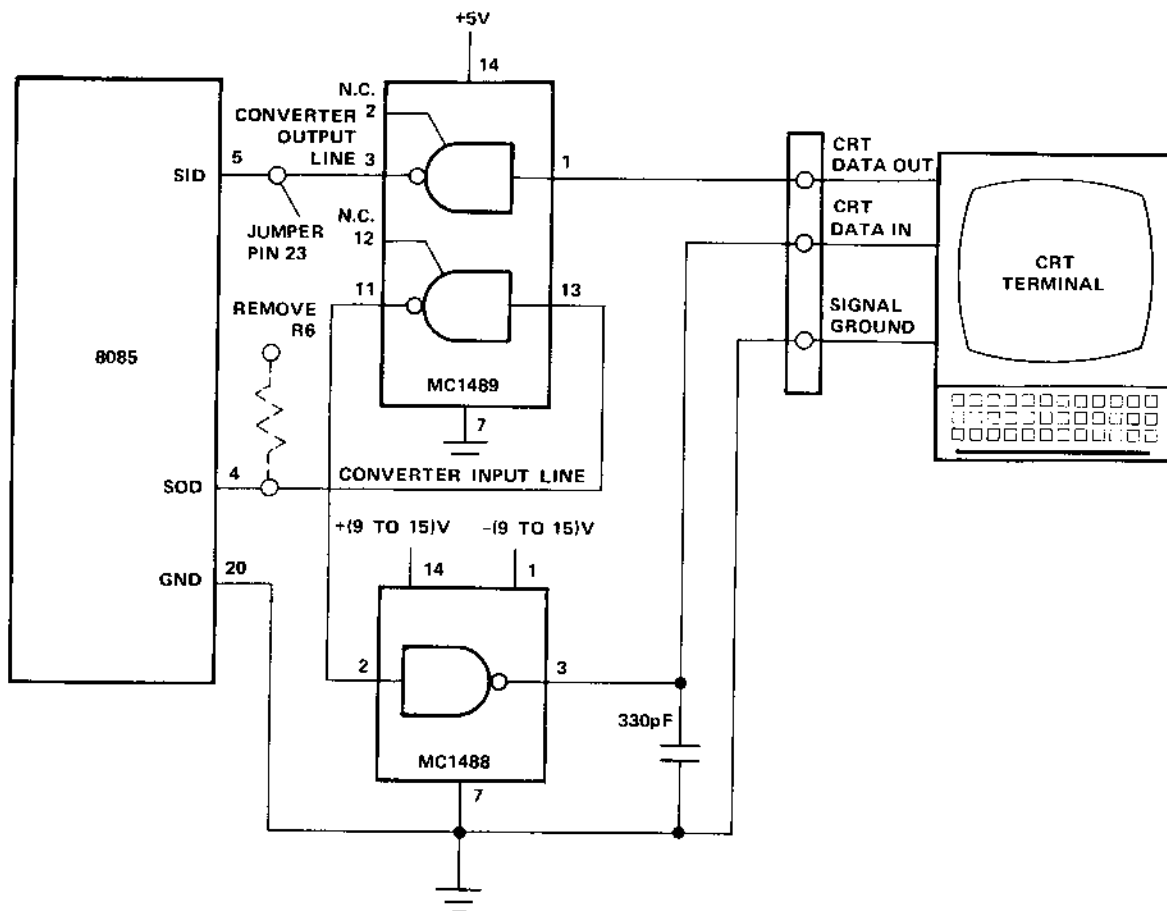 +5V
14
N.C.
2
CONVERTER
OUTPUT
LINE
3
1
SID
5
JUMPER
PIN 23
N.C.
12
11
13
REMOVE
R6
MC1489
7
8085
SOD
4
CONVERTER INPUT LINE
GND
20
+(9 TO 15)V
-(9 TO 15)V
14
1
2
3
MC1488
7
330pF
CRT
DATA OUT
CRT
DATA IN
SIGNAL
GROUND
CRT
TERMINAL